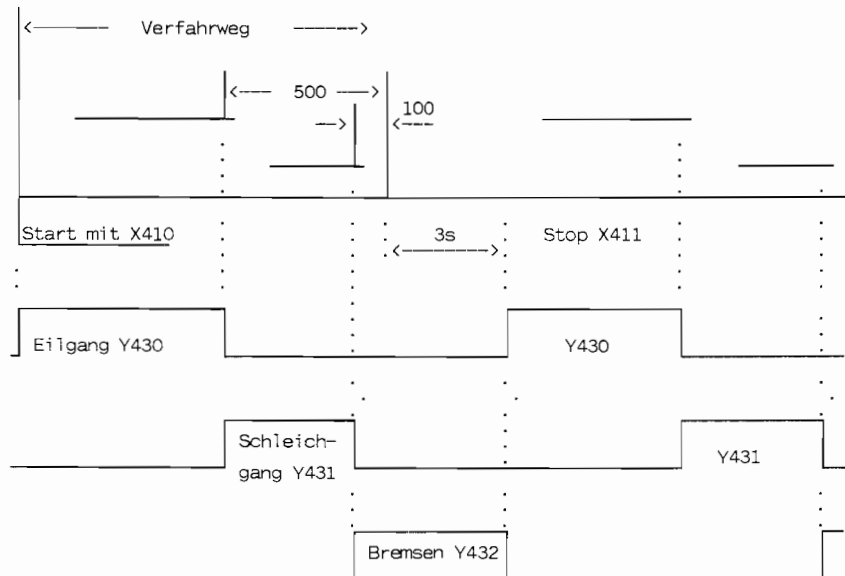 Verfahrweg
500
100
Start mit X410
3s
Stop X411
Eilgang Y430
Y430
Schleich-
gang Y431
Y431
Bremsen Y432